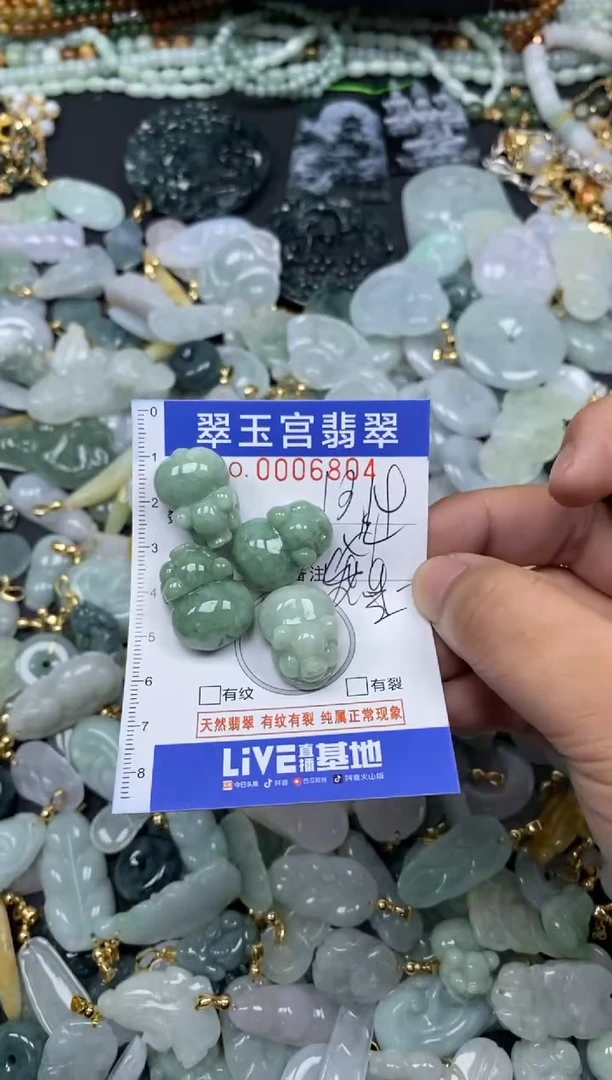 0
翠玉宫翡翠
1
O. 0006804
2
3
备注
4
5
6
□有纹 □有裂
7
天然翡翠 有纹有裂 纯属正常现象
8
LiVE直播基地
今日头条 抖音 西瓜视频 抖音火山版